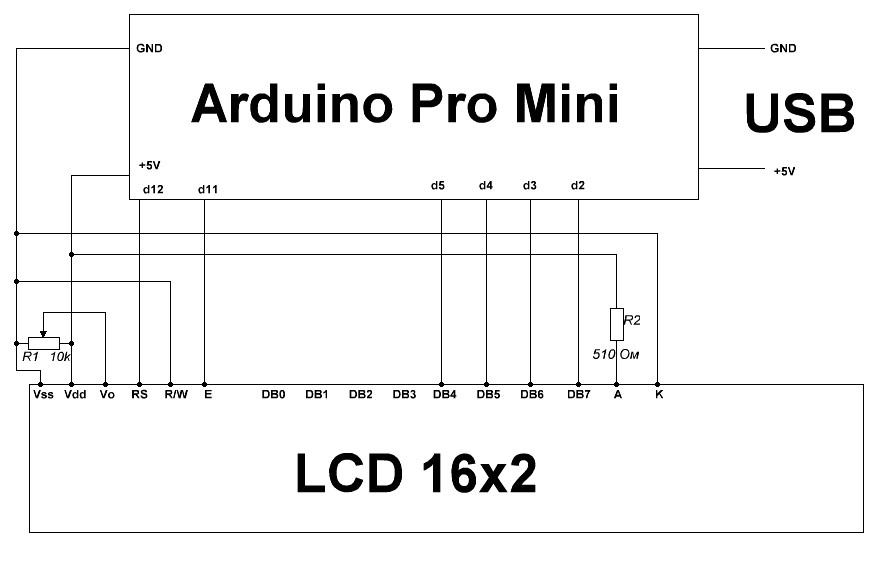 GND GND
Arduino Pro Mini
USB
+5V +5V
d12 d11 d5 d4 d3 d2
R2
R1 10k 510 Ом
Vss Vdd Vo RS R/W E DB0 DB1 DB2 DB3 DB4 DB5 DB6 DB7 A K
LCD 16x2